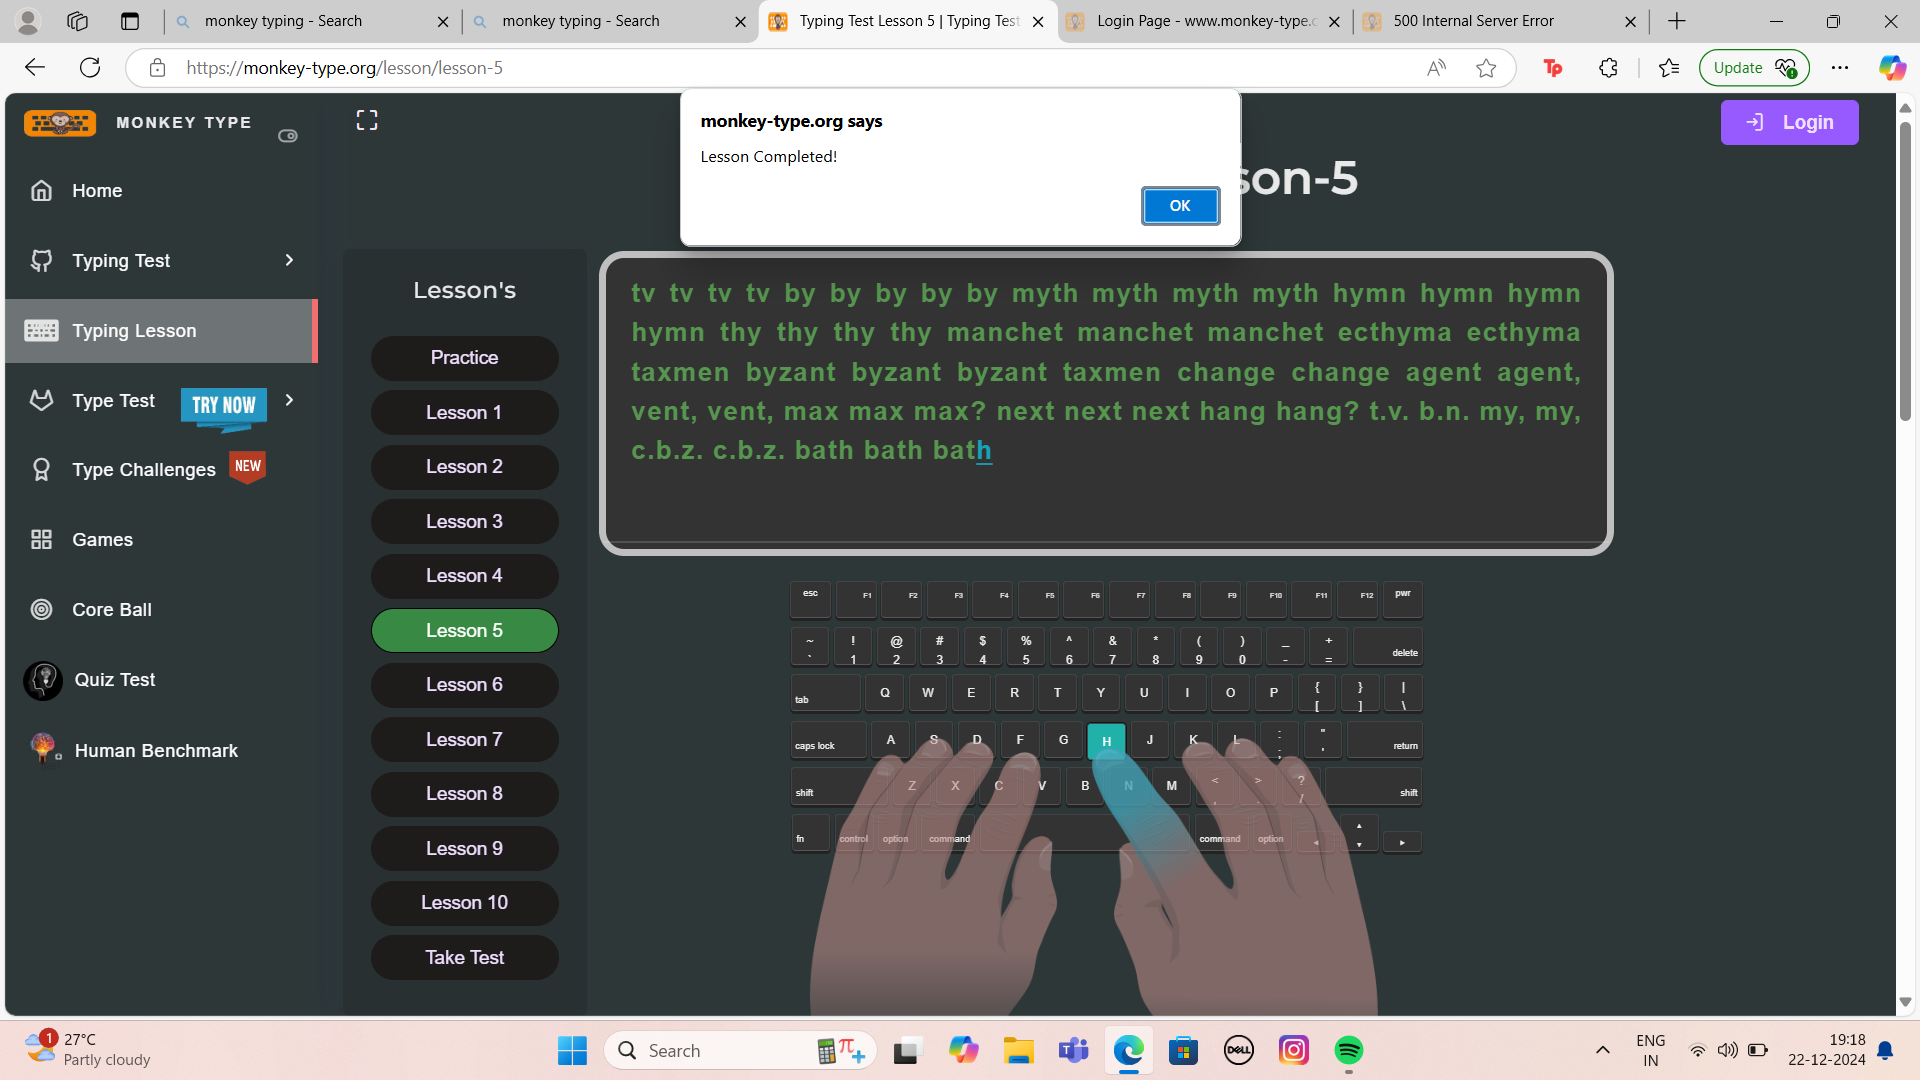 monkey typing - Search
monkey typing - Search
Typing Test Lesson 5 | Typing Test
Login Page - www.monkey-type.o
500 Internal Server Error
https://monkey-type.org/lesson/lesson-5
Update
MONKEY TYPE
Home
Typing Test
Typing Lesson
Type Test
TRY NOW
Type Challenges
NEW
Games
Core Ball
Quiz Test
Human Benchmark
monkey-type.org says
Lesson Completed!
OK
son-5
Login
Lesson's
Practice
Lesson 1
Lesson 2
Lesson 3
Lesson 4
Lesson 5
Lesson 6
Lesson 7
Lesson 8
Lesson 9
Lesson 10
Take Test
tv tv tv tv by by by by by myth myth myth myth hymn hymn hymn
hymn thy thy thy thy manchet manchet manchet ecthyma ecthyma
taxmen byzant byzant byzant taxmen change change agent agent,
vent, vent, max max max? next next next hang hang? t.v. b.n. my, my,
c.b.z. c.b.z. bath bath bath
esc F1 F2 F3 F4 F5 F6 F7 F8 F9 F10 F11 F12 pwr
~ ! @ # $ % ^ & * ( ) _ +
` 1 2 3 4 5 6 7 8 9 0 - = delete
tab Q W E R T Y U I O P { } |
[ ] \
caps lock A S D F G H J K L : " return
; '
shift Z X C V B N M < > ? shift
, . /
fn control option command command option ◂ ▴ ▾ ▸
1
27°C
Partly cloudy
Search
DELL
ENG
IN
19:18
22-12-2024